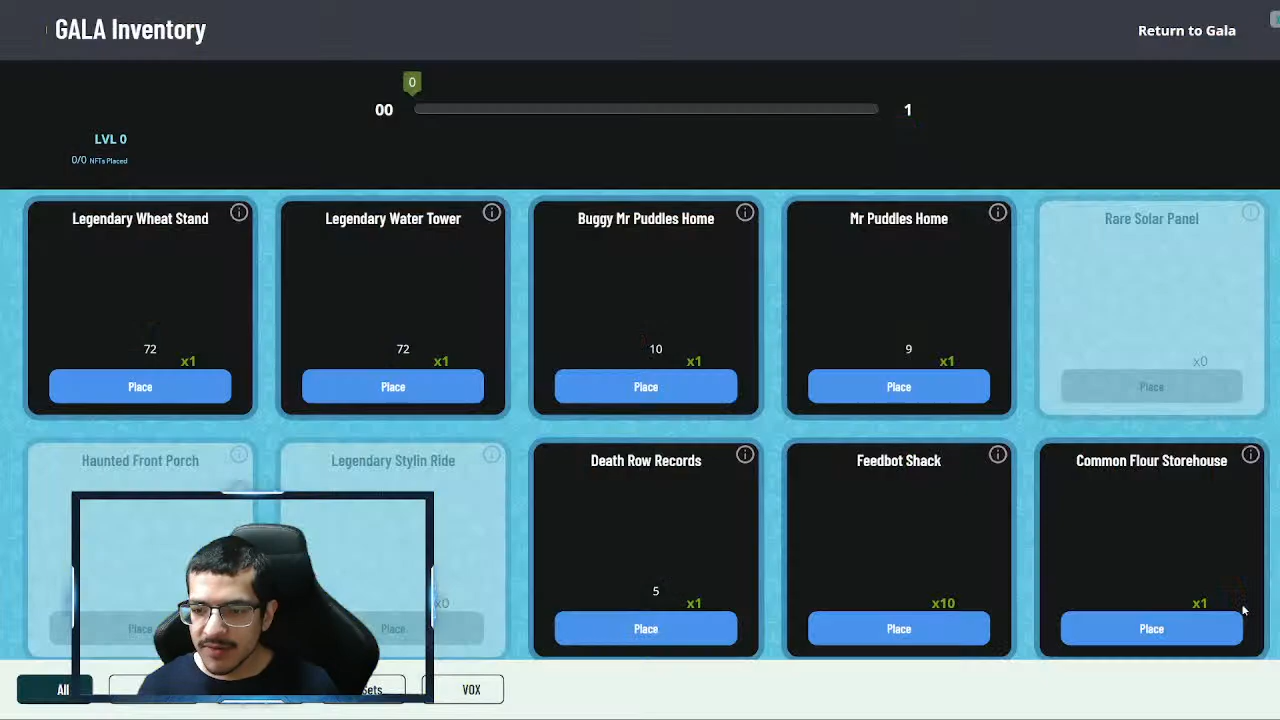 GALA Inventory
Return to Gala
0
00
1
LVL 0
0/0 NFTs Placed
Legendary Wheat Stand
72
x1
Place
Legendary Water Tower
72
x1
Place
Buggy Mr Puddles Home
10
x1
Place
Mr Puddles Home
9
x1
Place
Rare Solar Panel
x0
Place
Haunted Front Porch
Place
Legendary Stylin Ride
x0
Place
Death Row Records
5
x1
Place
Feedbot Shack
x10
Place
Common Flour Storehouse
x1
Place
All
VOX